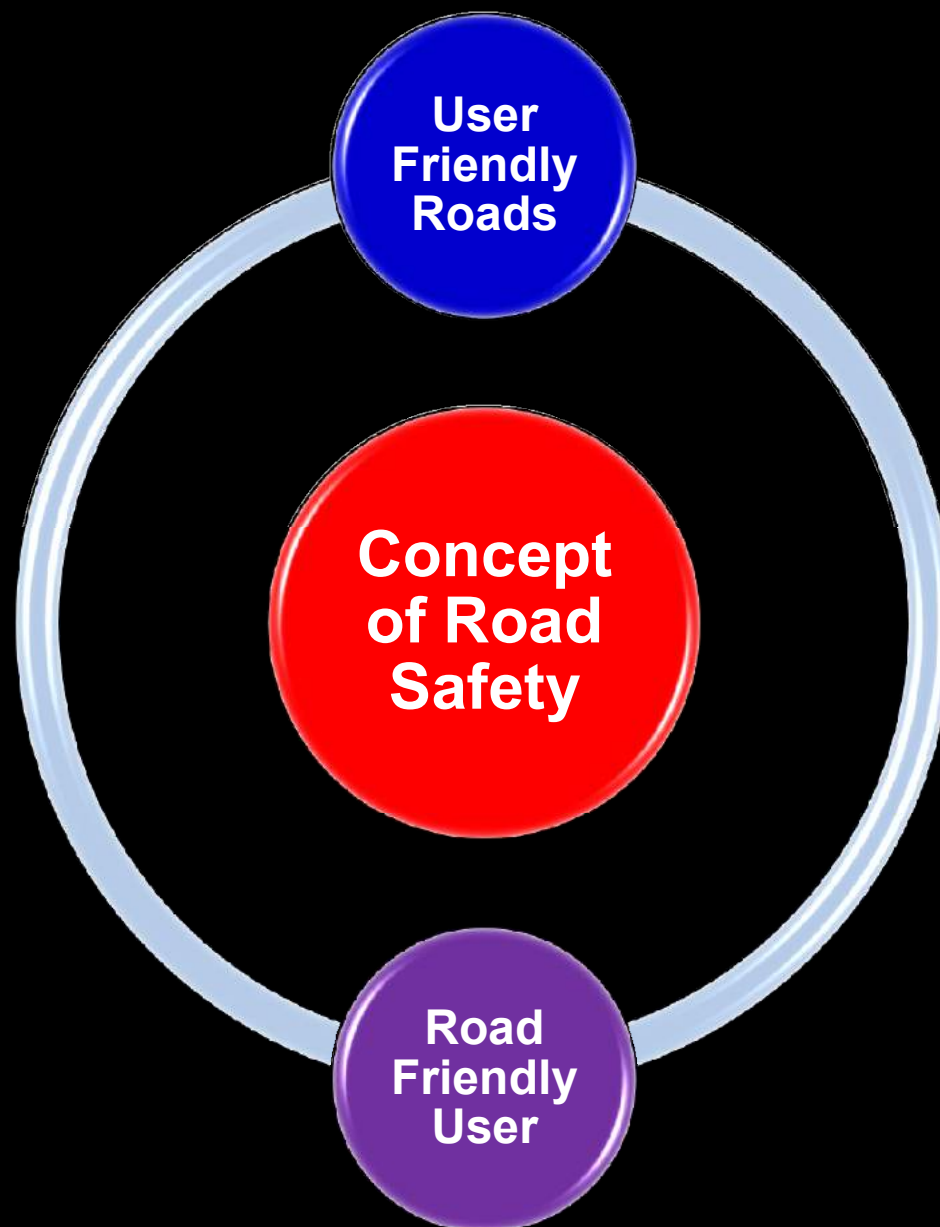 User
Friendly
Roads
Concept
of Road
Safety
Road
Friendly
User